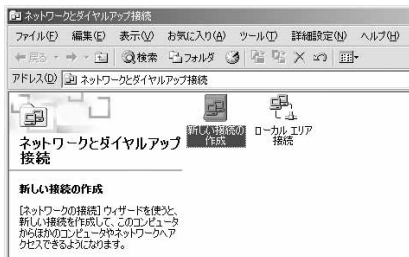 ネットワークとダイヤルアップ接続
ファイル(F) 編集(E) 表示(V) お気に入り(A) ツール(T) 詳細設定(N) ヘルプ(H)
戻る 検索 フォルダ
アドレス(D) ネットワークとダイヤルアップ接続
ネットワークとダイヤルアップ
接続
新しい接続の作成
[ネットワークの接続] ウィザードを使うと、
新しい接続を作成して、このコンピュータ
からほかのコンピュータやネットワークへア
クセスできるようになります。
新しい接続の
作成
ローカル エリア
接続